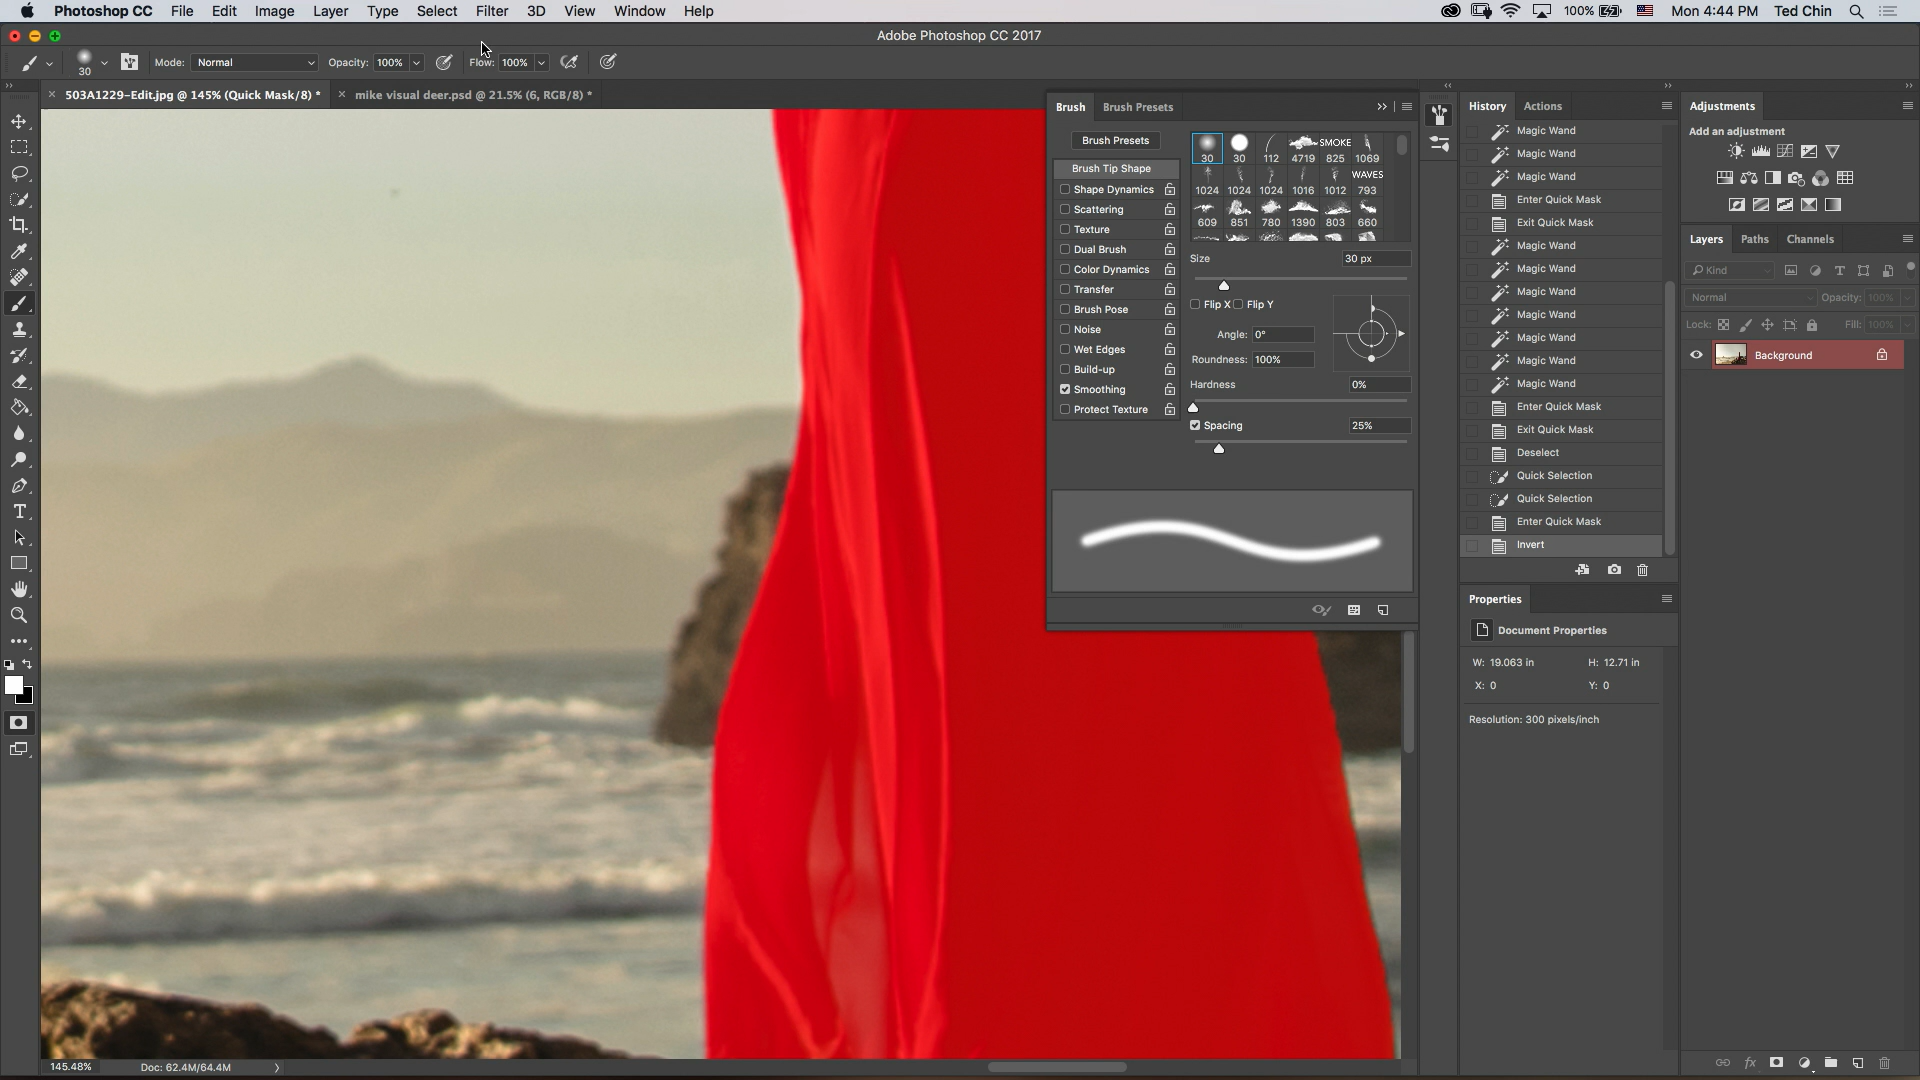 Photoshop CC File Edit Image Layer Type Select Filter 3D View Window Help 100% Mon 4:44 PM Ted Chin
Adobe Photoshop CC 2017
30 Mode: Normal Opacity: 100% Flow: 100%
503A1229-Edit.jpg @ 145% (Quick Mask/8) * mike visual deer.psd @ 21.5% (6, RGB/8) *
Brush Brush Presets
Brush Presets
Brush Tip Shape
Shape Dynamics
Scattering
Texture
Dual Brush
Color Dynamics
Transfer
Brush Pose
Noise
Wet Edges
Build-up
Smoothing
Protect Texture
SMOKE
30 30 112 4719 825 1069
WAVES
1024 1024 1024 1016 1012 793
609 851 780 1390 803 660
Size 30 px
Flip X Flip Y
Angle: 0°
Roundness: 100%
Hardness 0%
Spacing 25%
History Actions
Magic Wand
Magic Wand
Magic Wand
Enter Quick Mask
Exit Quick Mask
Magic Wand
Magic Wand
Magic Wand
Magic Wand
Magic Wand
Magic Wand
Magic Wand
Enter Quick Mask
Exit Quick Mask
Deselect
Quick Selection
Quick Selection
Enter Quick Mask
Invert
Properties
Document Properties
W: 19.063 in H: 12.71 in
X: 0 Y: 0
Resolution: 300 pixels/inch
Adjustments
Add an adjustment
Layers Paths Channels
Kind
Normal Opacity: 100%
Lock: Fill: 100%
Background
fx
145.48% Doc: 62.4M/64.4M